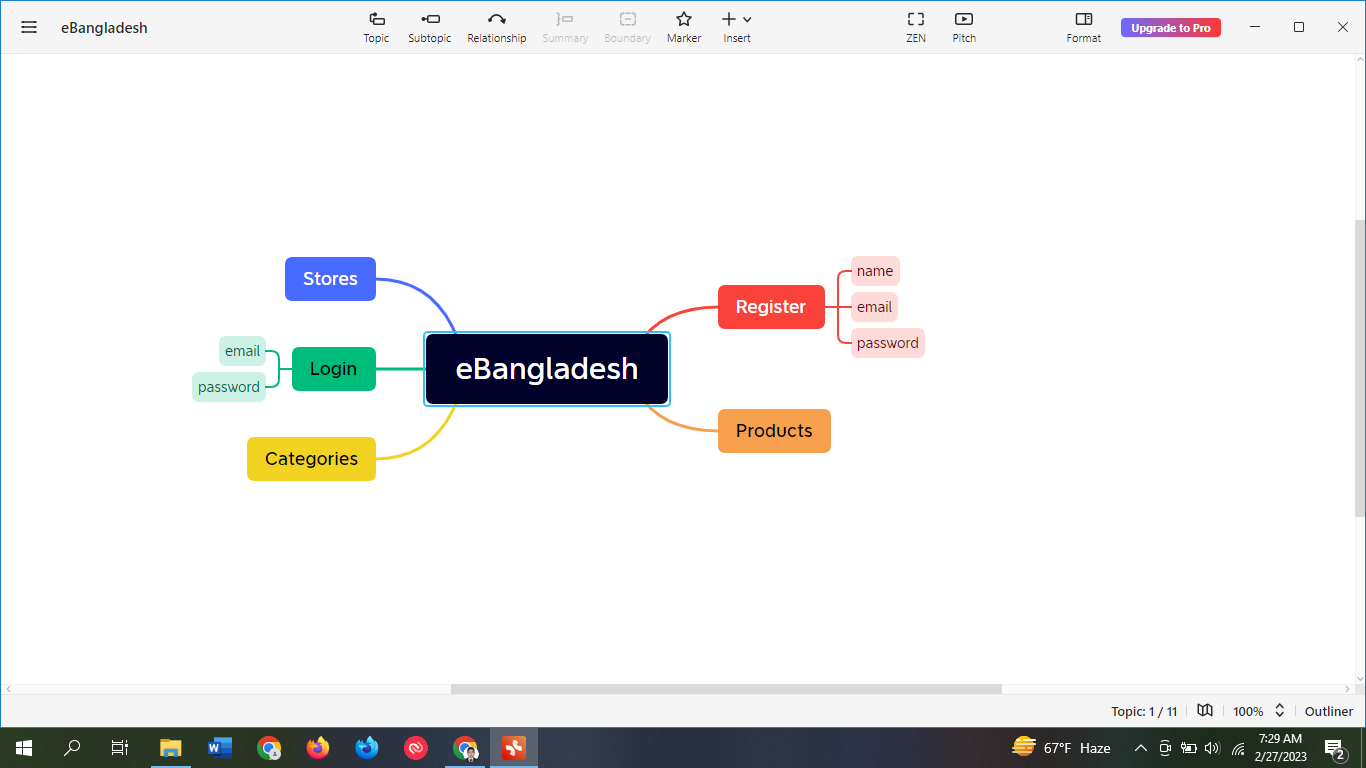 eBangladesh
Topic
Subtopic
Relationship
Summary
Boundary
Marker
Insert
ZEN
Pitch
Format
Upgrade to Pro
Stores
email
password
Login
Categories
eBangladesh
Register
name
email
password
Products
Topic: 1 / 11
100%
Outliner
67°F Haze
7:29 AM
2/27/2023
2